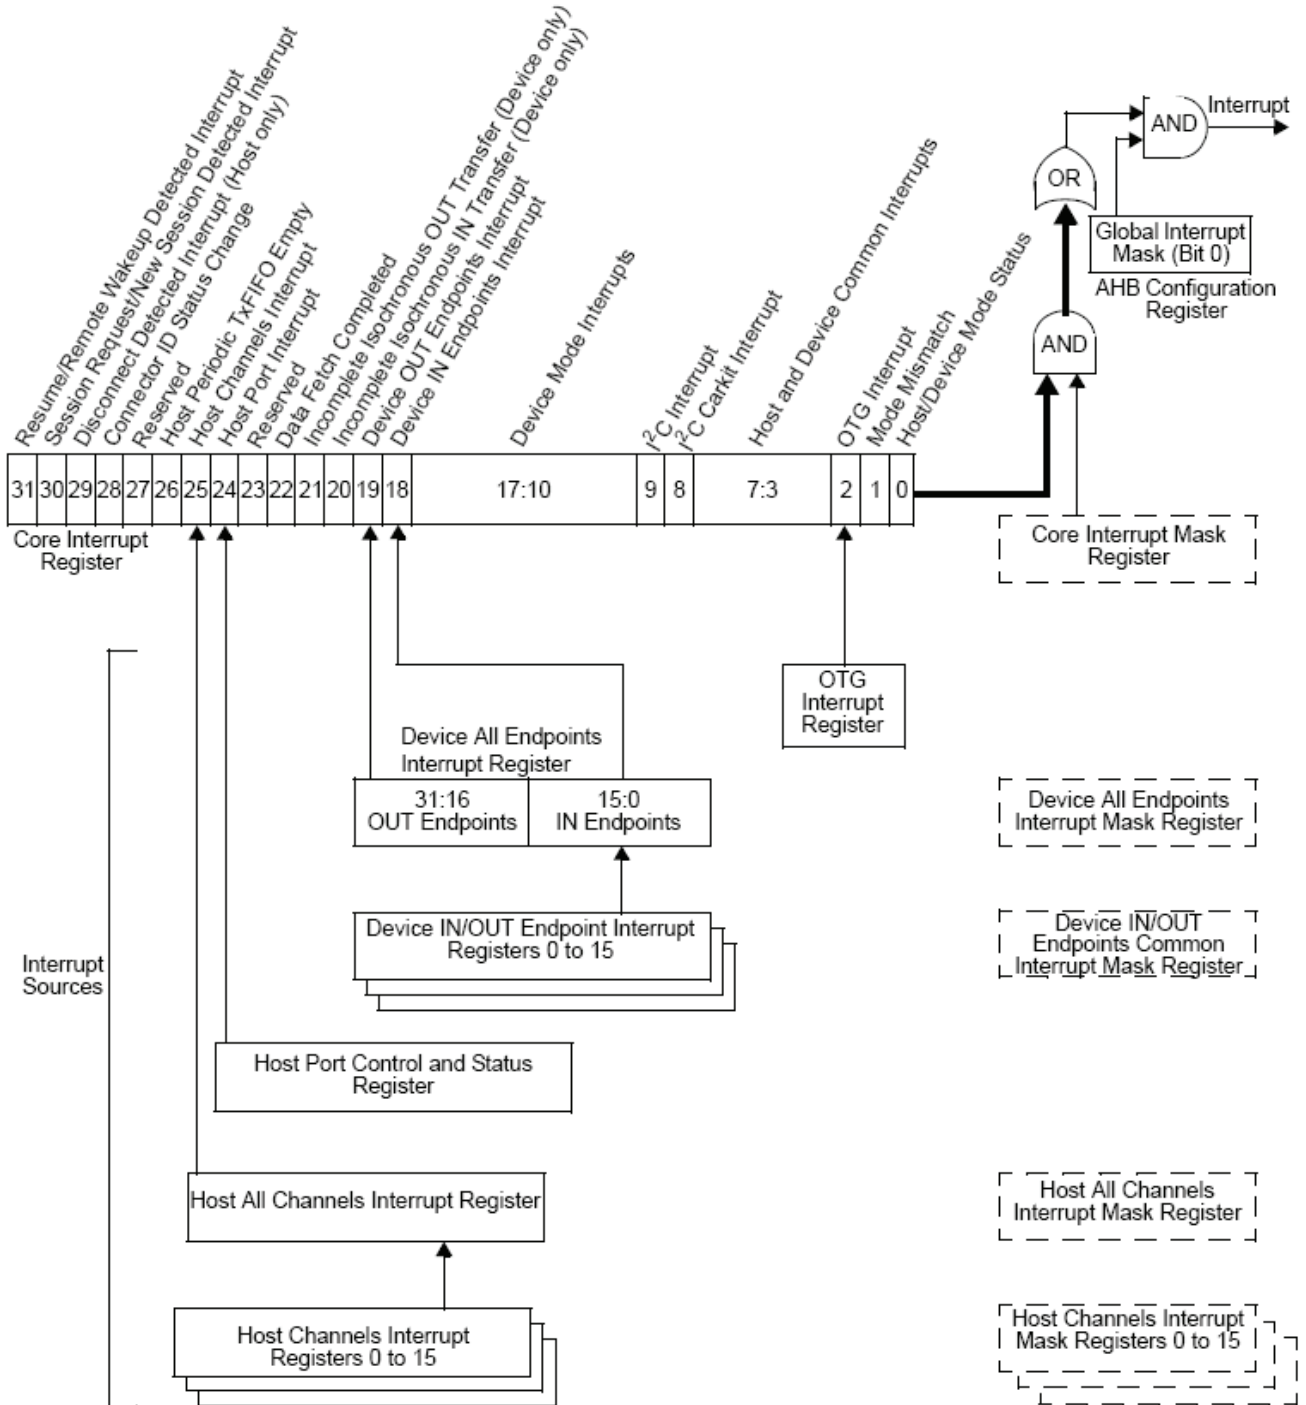 Resume/Remote Wakeup Detected Interrupt
Session Request/New Session Detected Interrupt
Disconnect Detected Interrupt (Host only)
Connector ID Status Change
Reserved
Host Periodic TxFIFO Empty
Host Channels Interrupt
Host Port Interrupt
Reserved
Data Fetch Completed
Incomplete Isochronous OUT Transfer (Device only)
Incomplete Isochronous IN Transfer (Device only)
Device OUT Endpoints Interrupt
Device IN Endpoints Interrupt
Device Mode Interrupts
I²C Interrupt
I²C Carkit Interrupt
Host and Device Common Interrupts
OTG Interrupt
Mode Mismatch
Host/Device Mode Status
AND
Interrupt
OR
Global Interrupt
Mask (Bit 0)
AHB Configuration
Register
AND
31 30 29 28 27 26 25 24 23 22 21 20 19 18 17:10 9 8 7:3 2 1 0
Core Interrupt
Register
Core Interrupt Mask
Register
OTG
Interrupt
Register
Device All Endpoints
Interrupt Register
31:16
OUT Endpoints
15:0
IN Endpoints
Device All Endpoints
Interrupt Mask Register
Device IN/OUT Endpoint Interrupt
Registers 0 to 15
Device IN/OUT
Endpoints Common
Interrupt Mask Register
Interrupt
Sources
Host Port Control and Status
Register
Host All Channels Interrupt Register
Host All Channels
Interrupt Mask Register
Host Channels Interrupt
Registers 0 to 15
Host Channels Interrupt
Mask Registers 0 to 15